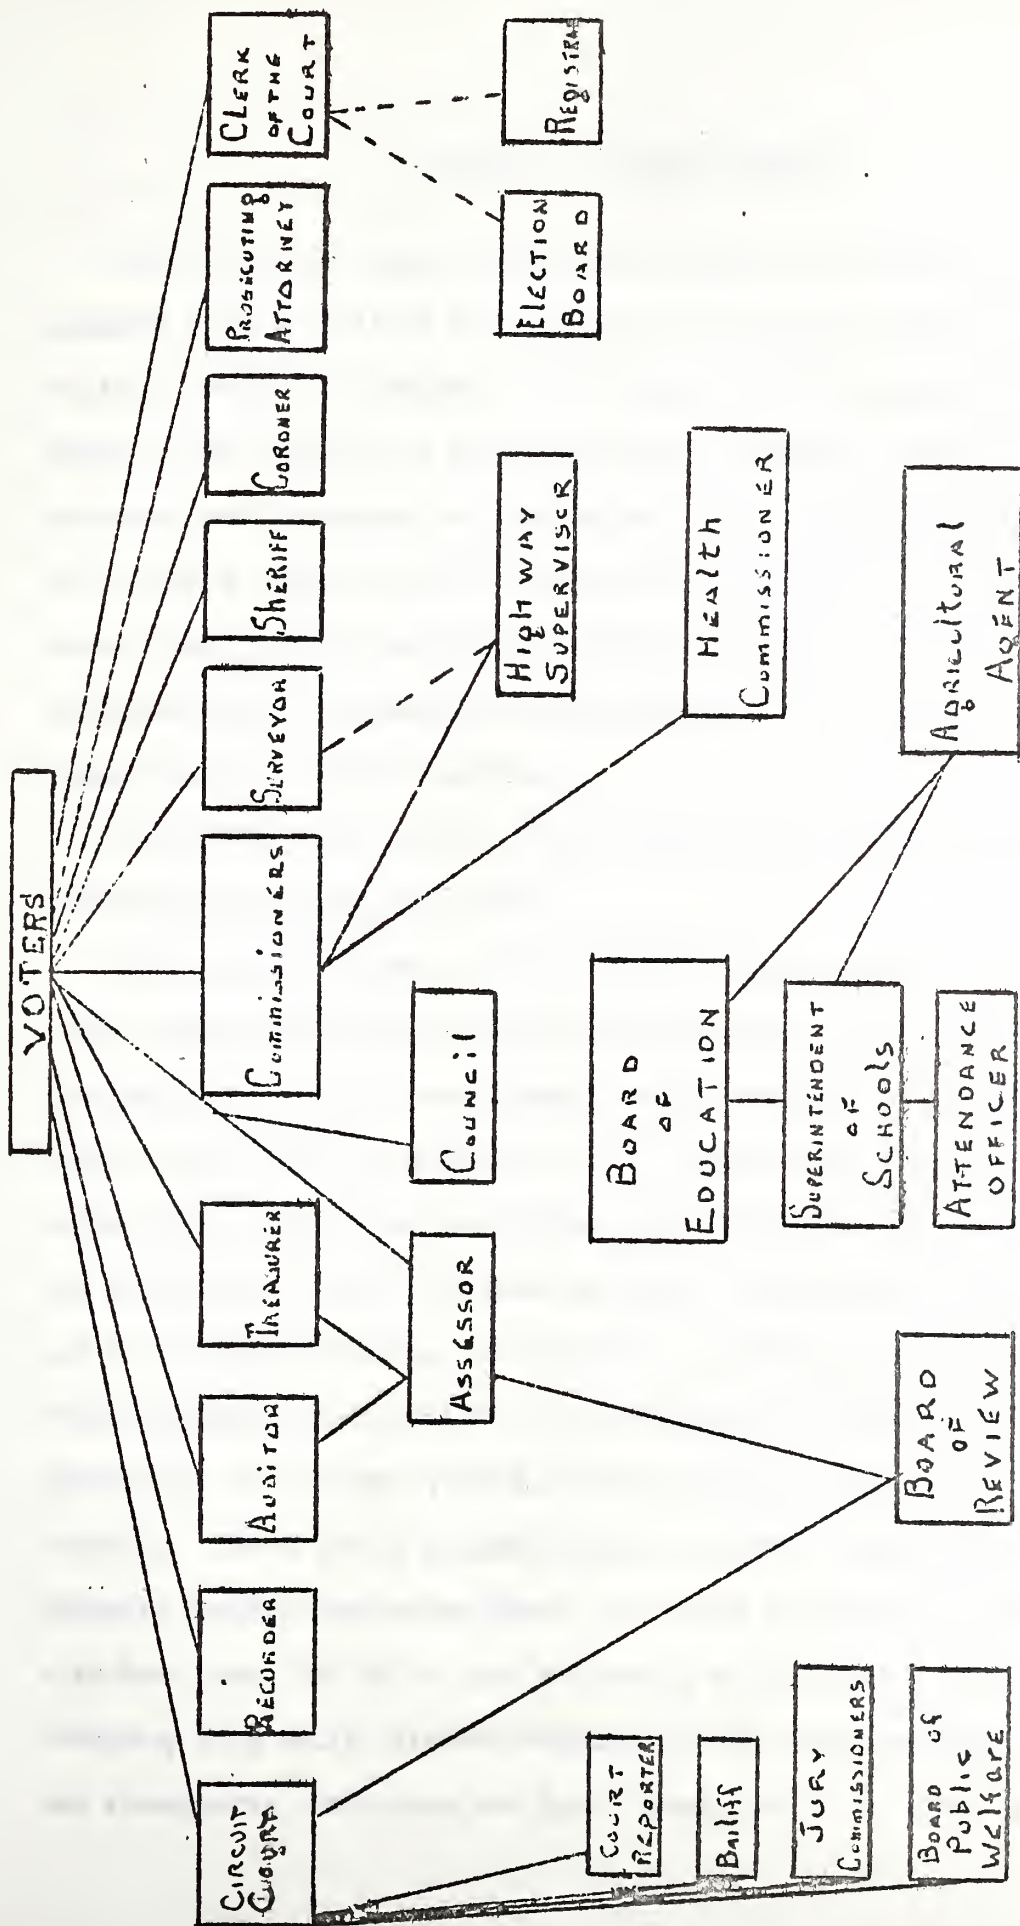 VOTERS
CIRCUIT
COURT
RECORDER
AUDITOR
TREASURER
COMMISSIONERS
SURVEYOR
SHERIFF
CORONER
PROSECUTING
ATTORNEY
CLERK
OF THE
COURT
ASSESSOR
COUNCIL
HIGHWAY
SUPERVISOR
ELECTION
BOARD
REGISTRAR
COURT
REPORTER
BAILIFF
JURY
COMMISSIONERS
BOARD OF
PUBLIC
WELFARE
BOARD
OF
REVIEW
BOARD
OF
EDUCATION
SUPERINTENDENT
OF
SCHOOLS
ATTENDANCE
OFFICER
HEALTH
COMMISSIONER
AGRICULTURAL
AGENT